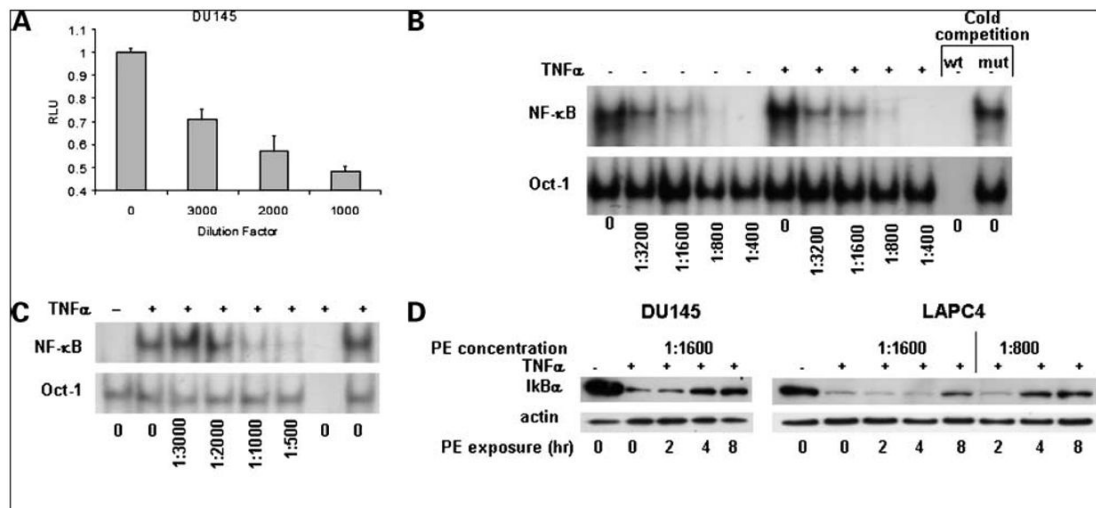 A
DU145
1.1
1
0.9
0.8
0.7
0.6
0.5
0.4
RLU
0 3000 2000 1000
Dilution Factor
B
Cold
competition
TNFα - - - - - + + + + + wt - mut -
NF-κB
Oct-1
0 1:3200 1:1600 1:800 1:400 0 1:3200 1:1600 1:800 1:400 0 0
C
TNFα – + + + + + + +
NF-κB
Oct-1
0 0 1:3000 1:2000 1:1000 1:500 0 0
D
DU145 LAPC4
PE concentration 1:1600 1:1600 1:800
TNFα - + + + + - + + + + + + +
IkBα
actin
PE exposure (hr) 0 0 2 4 8 0 0 2 4 8 2 4 8